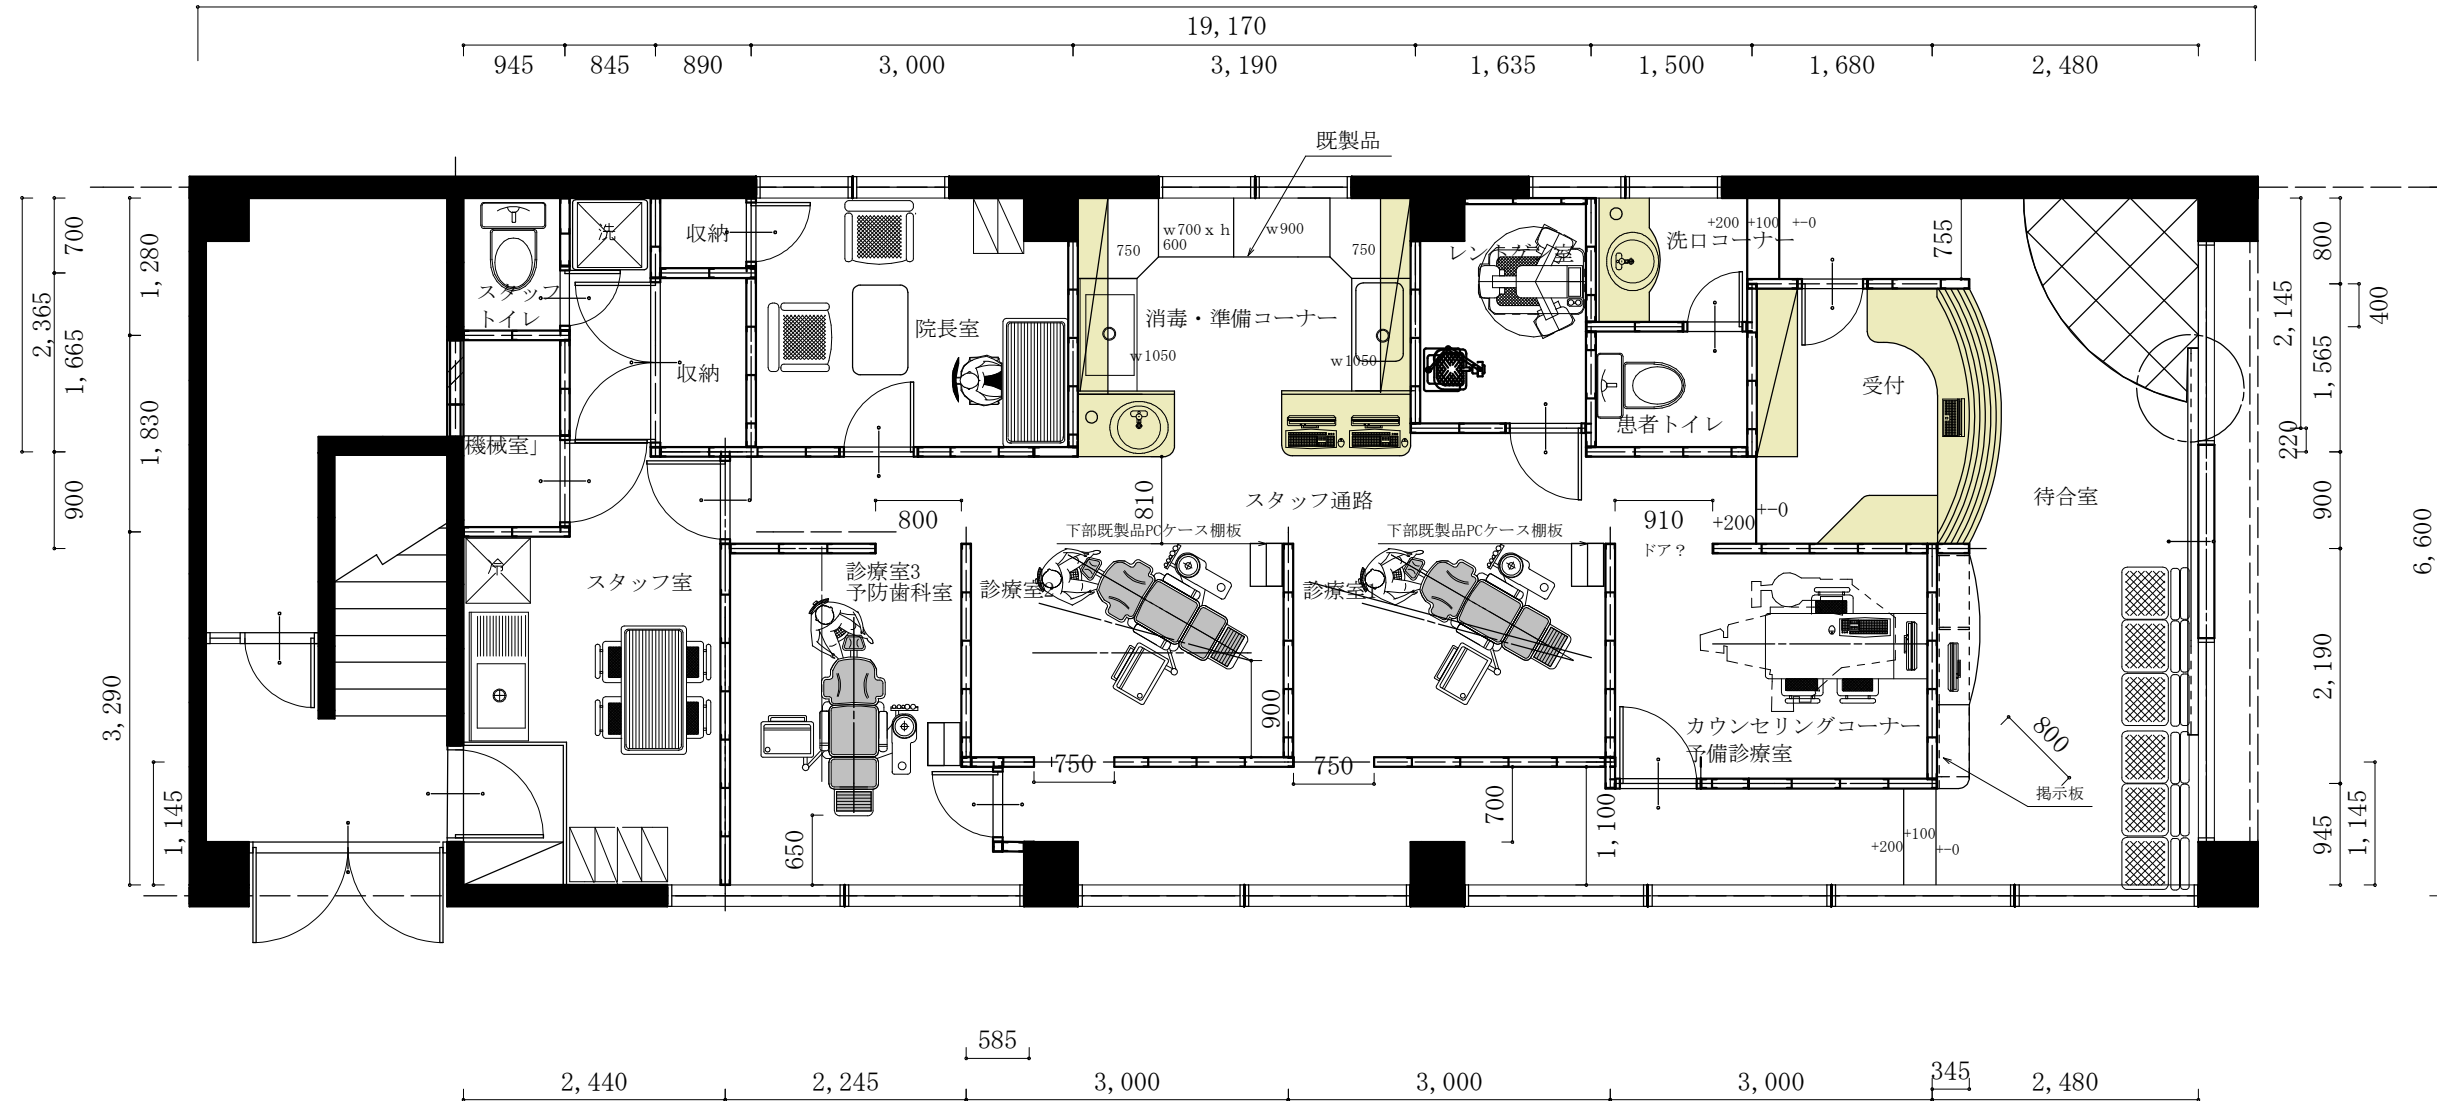 19,170
945 845 890 3,000 3,190 1,635 1,500 1,680 2,480
既製品
700
1,280
2,365
1,665
1,830
900
3,290
1,145
収納
洗
スタッフ
トイレ
収納
機械室」
院長室
750
w700ｘh
600
w900
750
消毒・準備コーナー
w1050
w1050
レントゲン室
洗口コーナー
+200 +100 +-0
755
患者トイレ
受付
待合室
800
2,145
400
1,565
220
900
6,600
2,190
945
1,145
スタッフ通路
810
800
下部既製品PCケース棚板
下部既製品PCケース棚板
910
ドア？
+200
+-0
冷
スタッフ室
診療室3
予防歯科室
診療室2
診療室1
900
カウンセリングコーナー
予備診療室
800
掲示板
+750
750
650
700
1,100
+100
+200
+-0
585
2,440 2,245 3,000 3,000 3,000 345 2,480